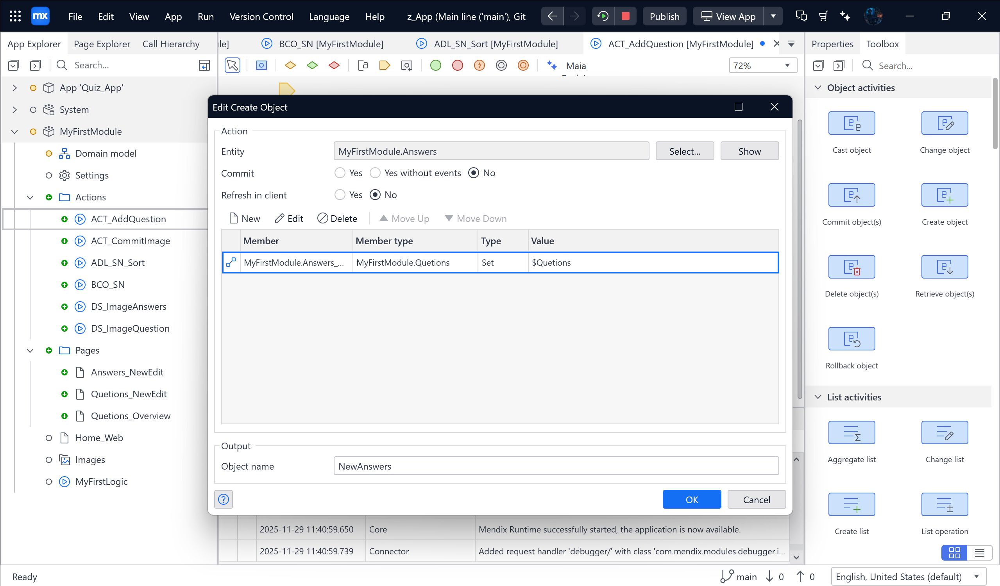 mx File Edit View App Run Version Control Language Help z_App (Main line ('main'), Git Publish View App
App Explorer Page Explorer Call Hierarchy
Search...
App 'Quiz_App'
System
MyFirstModule
Domain model
Settings
Actions
ACT_AddQuestion
ACT_CommitImage
ADL_SN_Sort
BCO_SN
DS_ImageAnswers
DS_ImageQuestion
Pages
Answers_NewEdit
Quetions_NewEdit
Quetions_Overview
Home_Web
Images
MyFirstLogic
le] BCO_SN [MyFirstModule] ADL_SN_Sort [MyFirstModule] ACT_AddQuestion [MyFirstModule]
Maia
72%
Edit Create Object
Action
Entity MyFirstModule.Answers Select... Show
Commit Yes Yes without events No
Refresh in client Yes No
New Edit Delete Move Up Move Down
Member Member type Type Value
MyFirstModule.Answers_... MyFirstModule.Quetions Set $Quetions
Output
Object name NewAnswers
? OK Cancel
2025-11-29 11:40:59.650 Core Mendix Runtime successfully started, the application is now available.
2025-11-29 11:40:59.739 Connector Added request handler 'debugger/' with class 'com.mendix.modules.debugger.i...
Properties Toolbox
Search...
Object activities
Cast object Change object
Commit object(s) Create object
Delete object(s) Retrieve object(s)
Rollback object
List activities
Aggregate list Change list
Create list List operation
Ready main 0 0 English, United States (default)